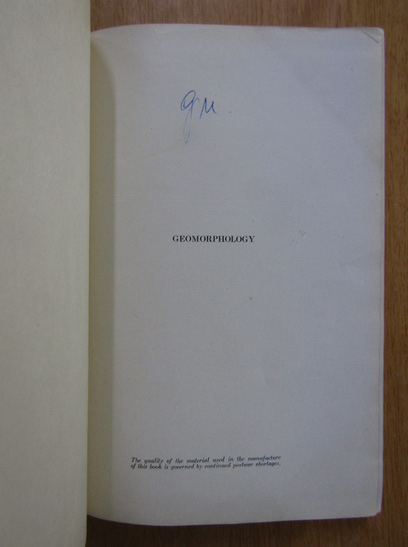 GEOMORPHOLOGY
The quality of the material used in the manufacture
of this book is governed by continued postwar shortages.